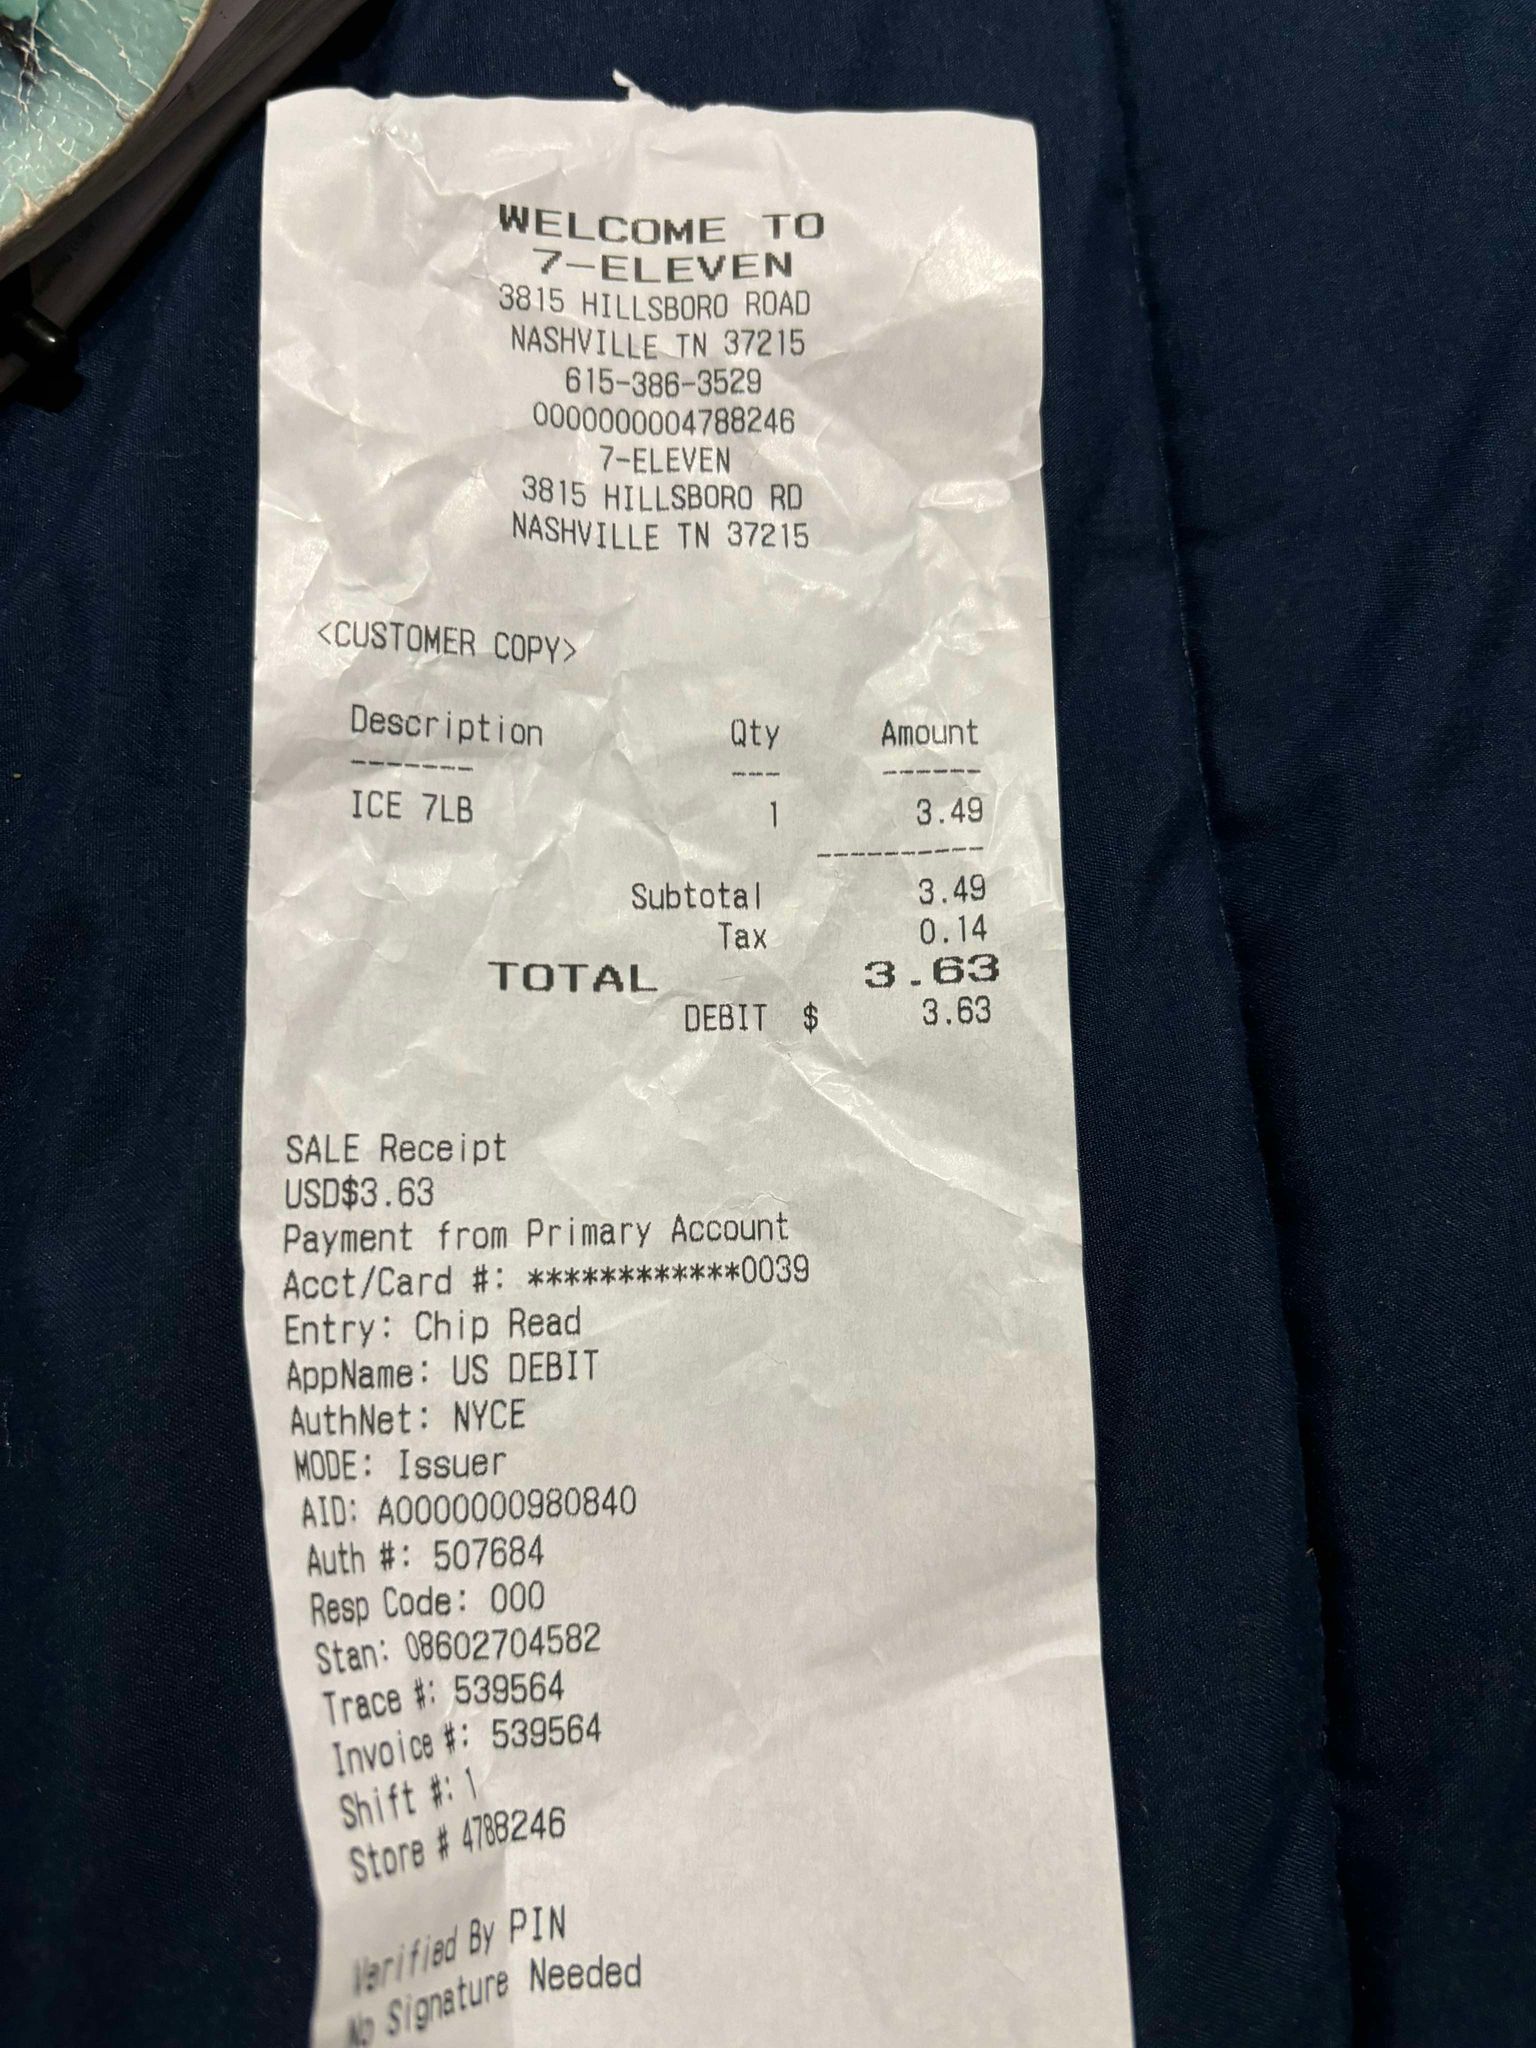 WELCOME TO
7-ELEVEN
3815 HILLSBORO ROAD
NASHVILLE TN 37215
615-386-3529
0000000004788246
7-ELEVEN
3815 HILLSBORO RD
NASHVILLE TN 37215
<CUSTOMER COPY>
Description Qty Amount
------- --- ------
ICE 7LB 1 3.49
----------
Subtotal 3.49
Tax 0.14
TOTAL 3.63
DEBIT $ 3.63
SALE Receipt
USD$3.63
Payment from Primary Account
Acct/Card #: ************0039
Entry: Chip Read
AppName: US DEBIT
AuthNet: NYCE
MODE: Issuer
AID: A0000000980840
Auth #: 507684
Resp Code: 000
Stan: 08602704582
Trace #: 539564
Invoice #: 539564
Shift #: 1
Store # 4788246
Verified By PIN
No Signature Needed